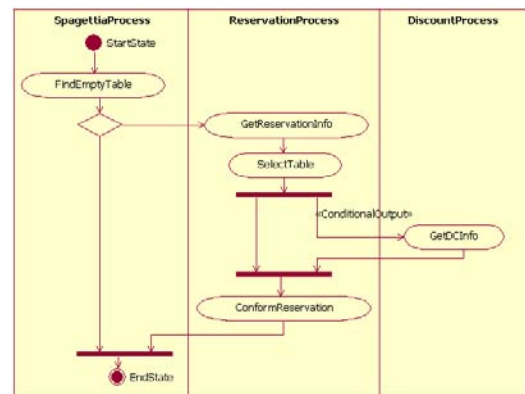 SpagettiaProcess
ReservationProcess
DiscountProcess
StartState
FindEmptyTable
GetReservationInfo
SelectTable
«ConditionalOutput»
GetDCInfo
ConformReservation
EndState